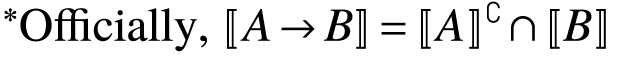 *Officially, ⟦A → B⟧ = ⟦A⟧∁ ∩ ⟦B⟧